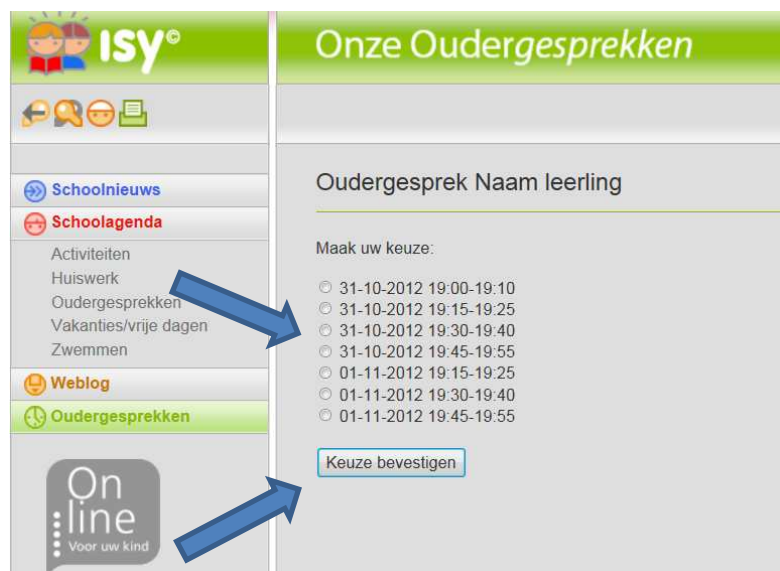 ISY©
Onze Oudergesprekken
Schoolnieuws
Schoolagenda
Activiteiten
Huiswerk
Oudergesprekken
Vakanties/vrije dagen
Zwemmen
Weblog
Oudergesprekken
On
line
Voor uw kind
Oudergesprek Naam leerling
Maak uw keuze:
31-10-2012 19:00-19:10
31-10-2012 19:15-19:25
31-10-2012 19:30-19:40
31-10-2012 19:45-19:55
01-11-2012 19:15-19:25
01-11-2012 19:30-19:40
01-11-2012 19:45-19:55
Keuze bevestigen